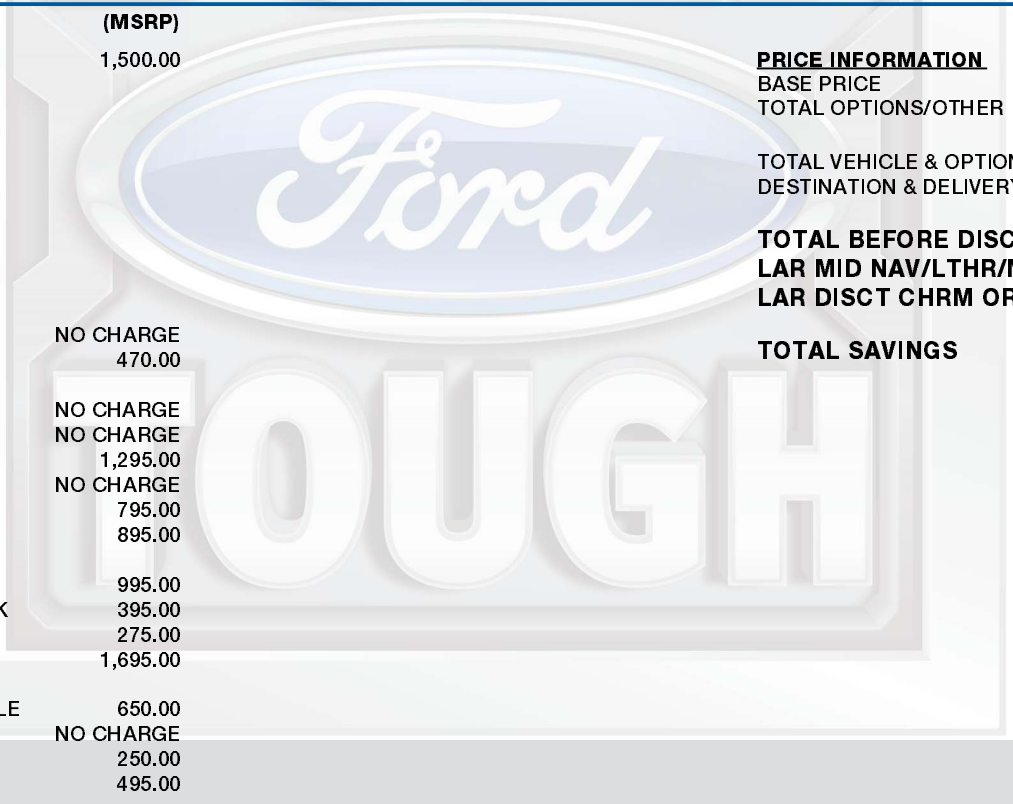 (MSRP)
1,500.00
NO CHARGE
470.00
NO CHARGE
NO CHARGE
1,295.00
NO CHARGE
795.00
895.00
995.00
K 395.00
275.00
1,695.00
LE 650.00
NO CHARGE
250.00
495.00
PRICE INFORMATION
BASE PRICE
TOTAL OPTIONS/OTHER
TOTAL VEHICLE & OPTION
DESTINATION & DELIVERY
TOTAL BEFORE DISC
LAR MID NAV/LTHR/
LAR DISCT CHRM OR
TOTAL SAVINGS
Ford
TOUGH